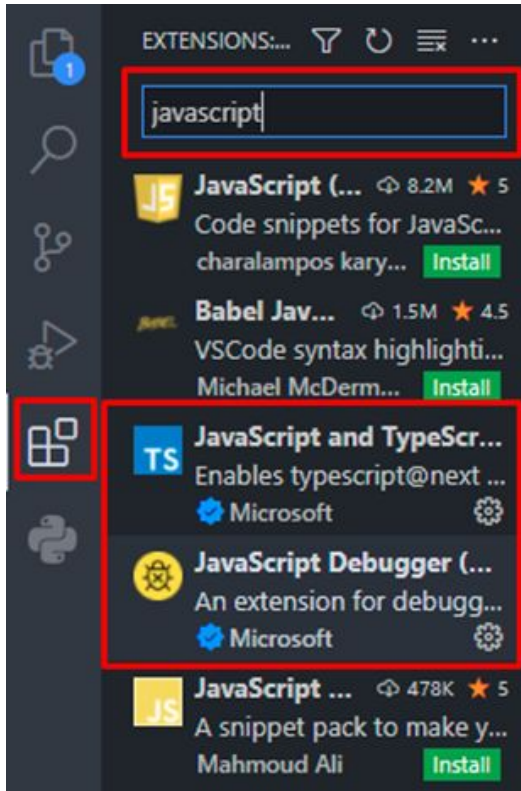 EXTENSIONS:... ...
1
javascript
JS
JavaScript (... 8.2M ★ 5
Code snippets for JavaSc...
charalampos kary... Install
Babel Jav... 1.5M ★ 4.5
VSCode syntax highlighti...
Michael McDerm... Install
TS
JavaScript and TypeScr...
Enables typescript@next ...
Microsoft
JavaScript Debugger (...
An extension for debugg...
Microsoft
JS
JavaScript ... 478K ★ 5
A snippet pack to make y...
Mahmoud Ali Install